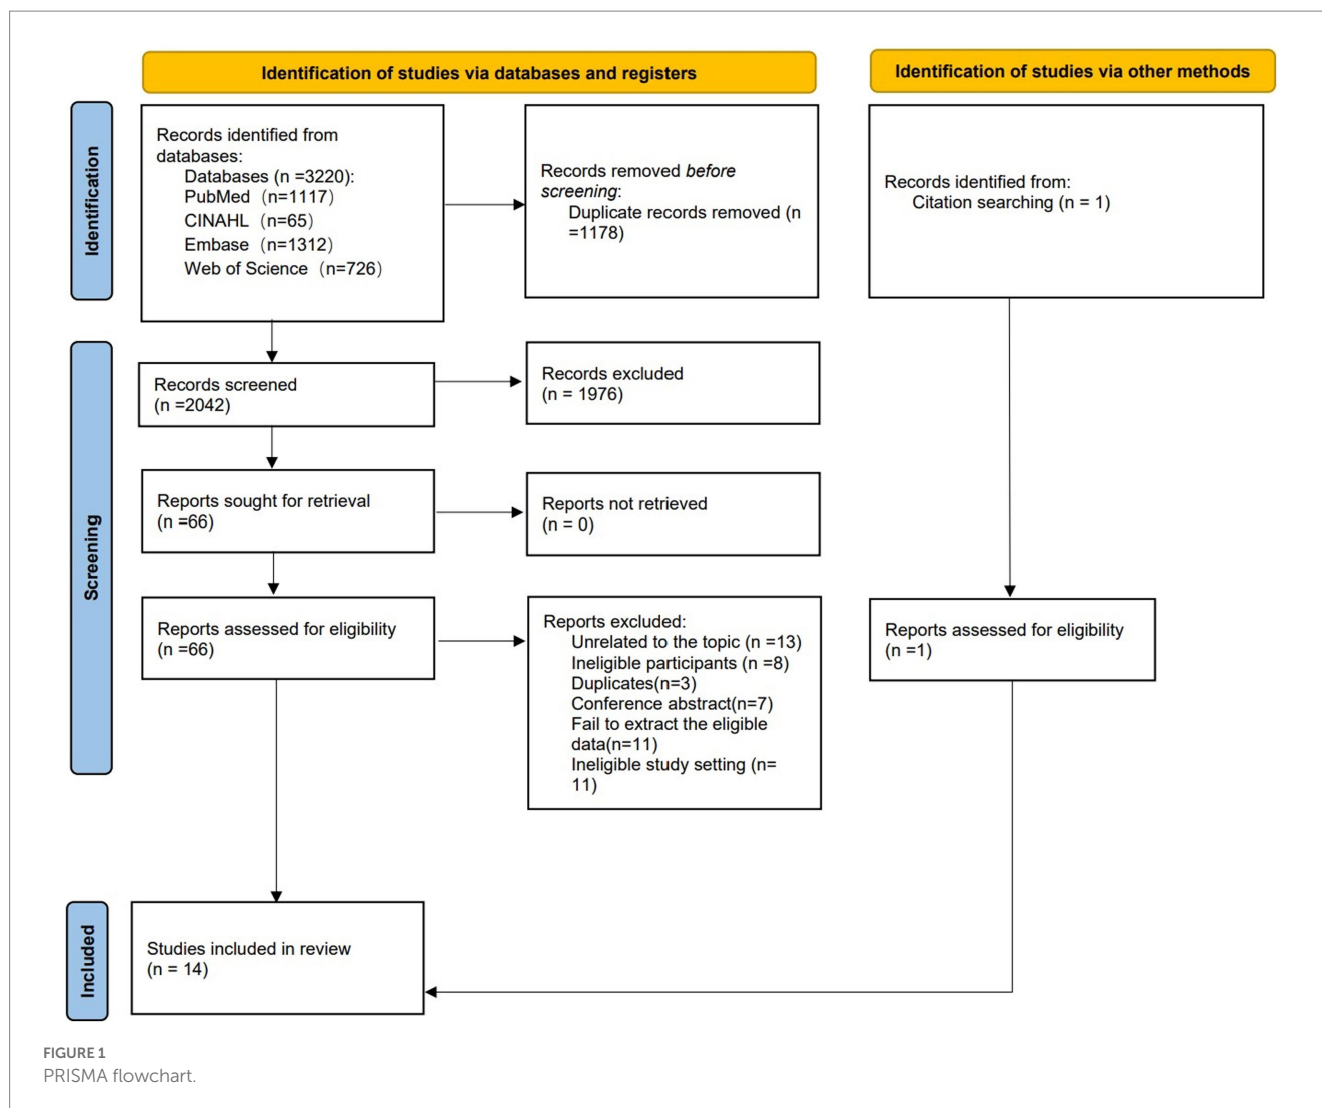 Identification of studies via databases and registers
Identification of studies via other methods
Identification
Records identified from
databases:
Databases (n =3220):
PubMed（n=1117）
CINAHL（n=65）
Embase（n=1312）
Web of Science（n=726）
Records removed before
screening:
Duplicate records removed (n
=1178)
Records identified from:
Citation searching (n = 1)
Screening
Records screened
(n =2042)
Records excluded
(n = 1976)
Reports sought for retrieval
(n =66)
Reports not retrieved
(n = 0)
Reports assessed for eligibility
(n =66)
Reports excluded:
Unrelated to the topic (n =13)
Ineligible participants (n =8)
Duplicates(n=3)
Conference abstract(n=7)
Fail to extract the eligible
data(n=11)
Ineligible study setting (n=
11)
Reports assessed for eligibility
(n =1)
Included
Studies included in review
(n = 14)
FIGURE 1
PRISMA flowchart.